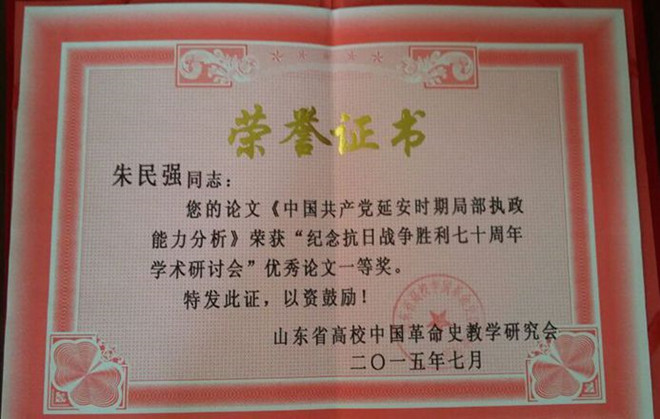 荣誉证书
朱民强同志：
您的论文《中国共产党延安时期局部执政
能力分析》荣获“纪念抗日战争胜利七十周年
学术研讨会”优秀论文一等奖。
特发此证，以资鼓励！
山东省高校中国革命史教学研究会
二〇一五年七月